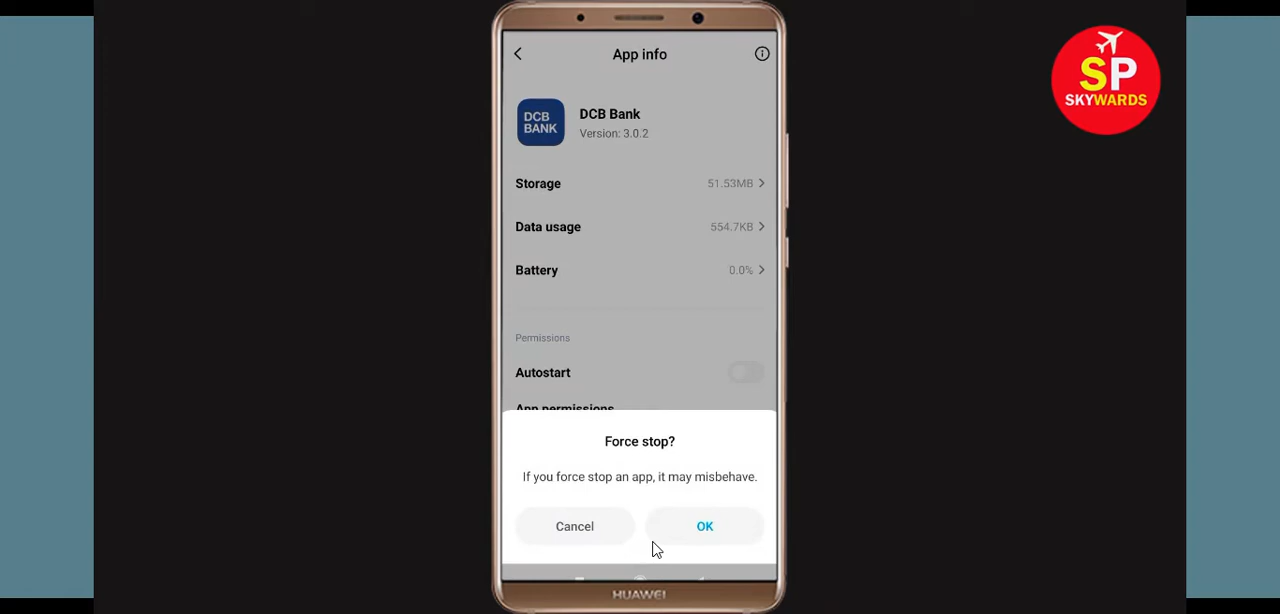 App info
SP
SKYWARDS
DCB
BANK
DCB Bank
Version: 3.0.2
Storage 51.53MB
Data usage 554.7KB
Battery 0.0%
Permissions
Autostart
App permissions
Force stop?
If you force stop an app, it may misbehave.
Cancel OK
HUAWEI